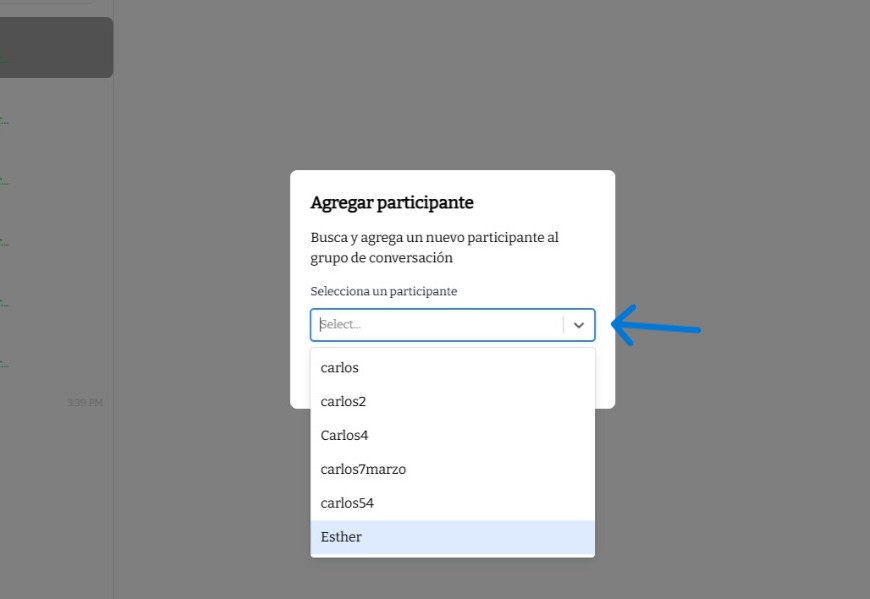 Agregar participante
Busca y agrega un nuevo participante al
grupo de conversación
Selecciona un participante
Select...
carlos
carlos2
Carlos4
carlos7marzo
carlos54
Esther
3:39 PM